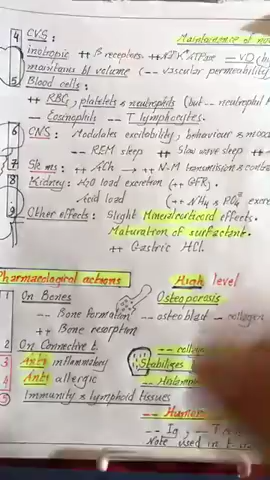 4 CVS:
Maintenance of
inotropic ++ β receptors ++ ATPase → VD
maintains bl volume (-- vascular permeability)
5 Blood cells:
++ RBC, platelets & neutrophils (but -- neutrophil
-- Eosinophils -- T lymphocytes.
6 CNS: Modulates excitability, behaviour & mood
-- REM sleep ++ Slow wave sleep ++
7 Sk ms: ++ ACh → ++ N-M transmission &
8 Kidney: H2O load excretion (++ GFR).
Acid load (++ NH4 & PO4
9 Other effects: Slight Mineralocorticoid effects.
Maturation of surfactant.
++ Gastric HCl.
Pharmacological actions High level
1 On Bones Osteoporosis
-- Bone formation -- osteoblast -- collagen
++ Bone resorption
2 On Connective t. -- collagen
3 Anti inflammatory Stabilizes
4 Anti allergic -- Histamine
5 Immunity & lymphoid tissues
-- Humoral
-- Ig, -- T &
Note used in